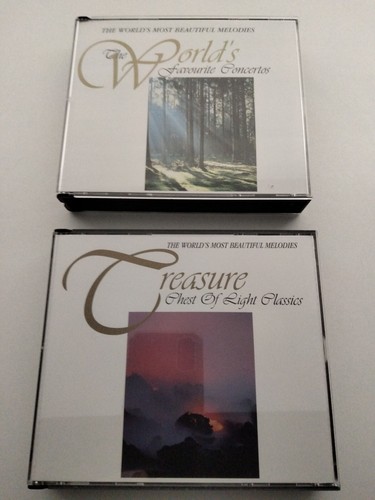 THE WORLD'S MOST BEAUTIFUL MELODIES
The World's
Favourite Concertos
THE WORLD'S MOST BEAUTIFUL MELODIES
Treasure
Chest Of Light Classics